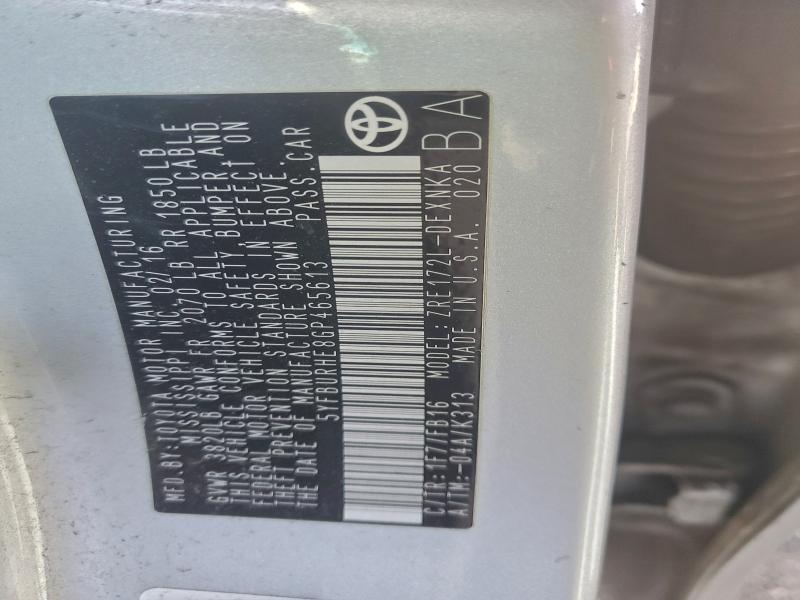 MFD.BY:TOYOTA MOTOR MANUFACTURING
MISSISSIPPI, INC. 02/16
GVWR 3820LB GAWR FR 2070 LB RR 1850LB
THIS VEHICLE CONFORMS TO ALL APPLICABLE
FEDERAL MOTOR VEHICLE SAFETY, BUMPER, AND
THEFT PREVENTION STANDARDS IN EFFECT ON
THE DATE OF MANUFACTURE SHOWN ABOVE.
5YFBURHE8GP465613 PASS.CAR
C/TR:1F7/FB16 MODEL:ZRE172L-DEXNKA
A/TM:-04A/K313 MADE IN U.S.A. 020 BA